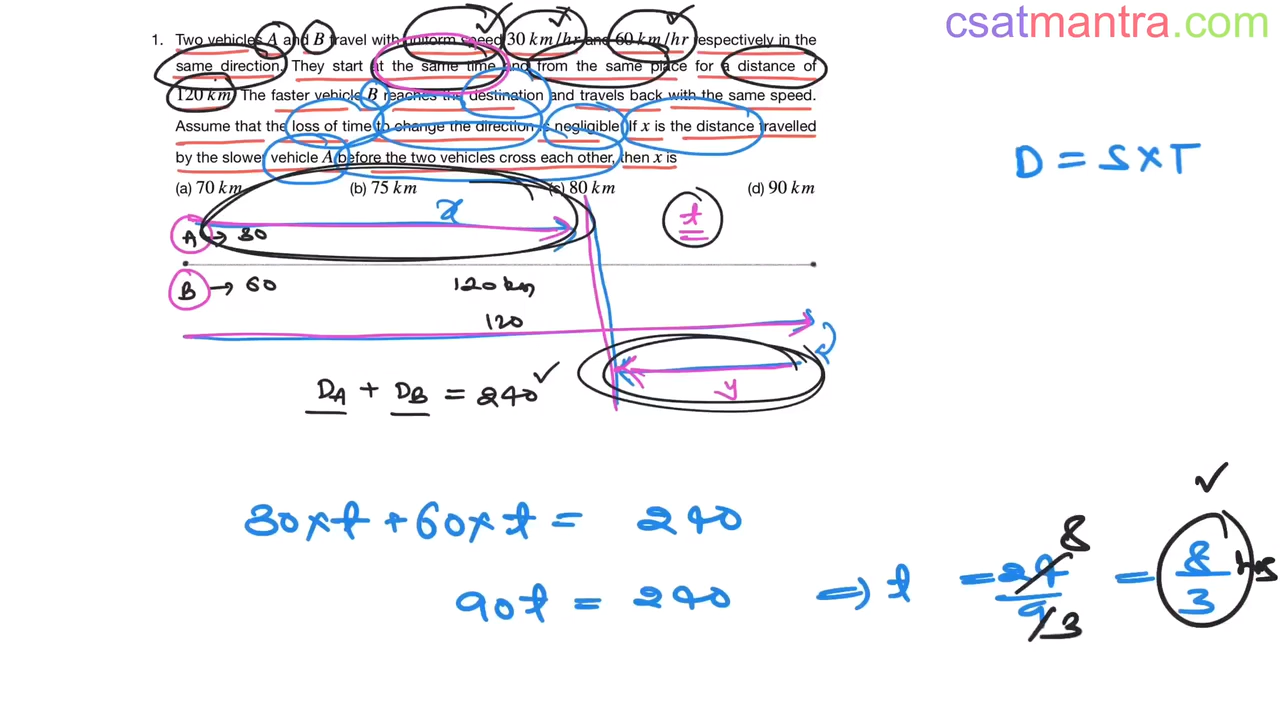 csatmantra.com
1. Two vehicles A and B travel with uniform speed 30 km/hr and 60 km/hr respectively in the
same direction. They start at the same time and from the same place for a distance of
120 km. The faster vehicle B reaches the destination and travels back with the same speed.
Assume that the loss of time to change the direction is negligible. If x is the distance travelled
by the slower vehicle A before the two vehicles cross each other, then x is
D = S × T
(a) 70 km (b) 75 km (c) 80 km (d) 90 km
x
t
A → 30
B → 60 120 km
120
y
DA + DB = 240 ✓
30 × t + 60 × t = 240
90t = 240 ⇒ t = 24/9 8/3 = 8/3 hrs ✓